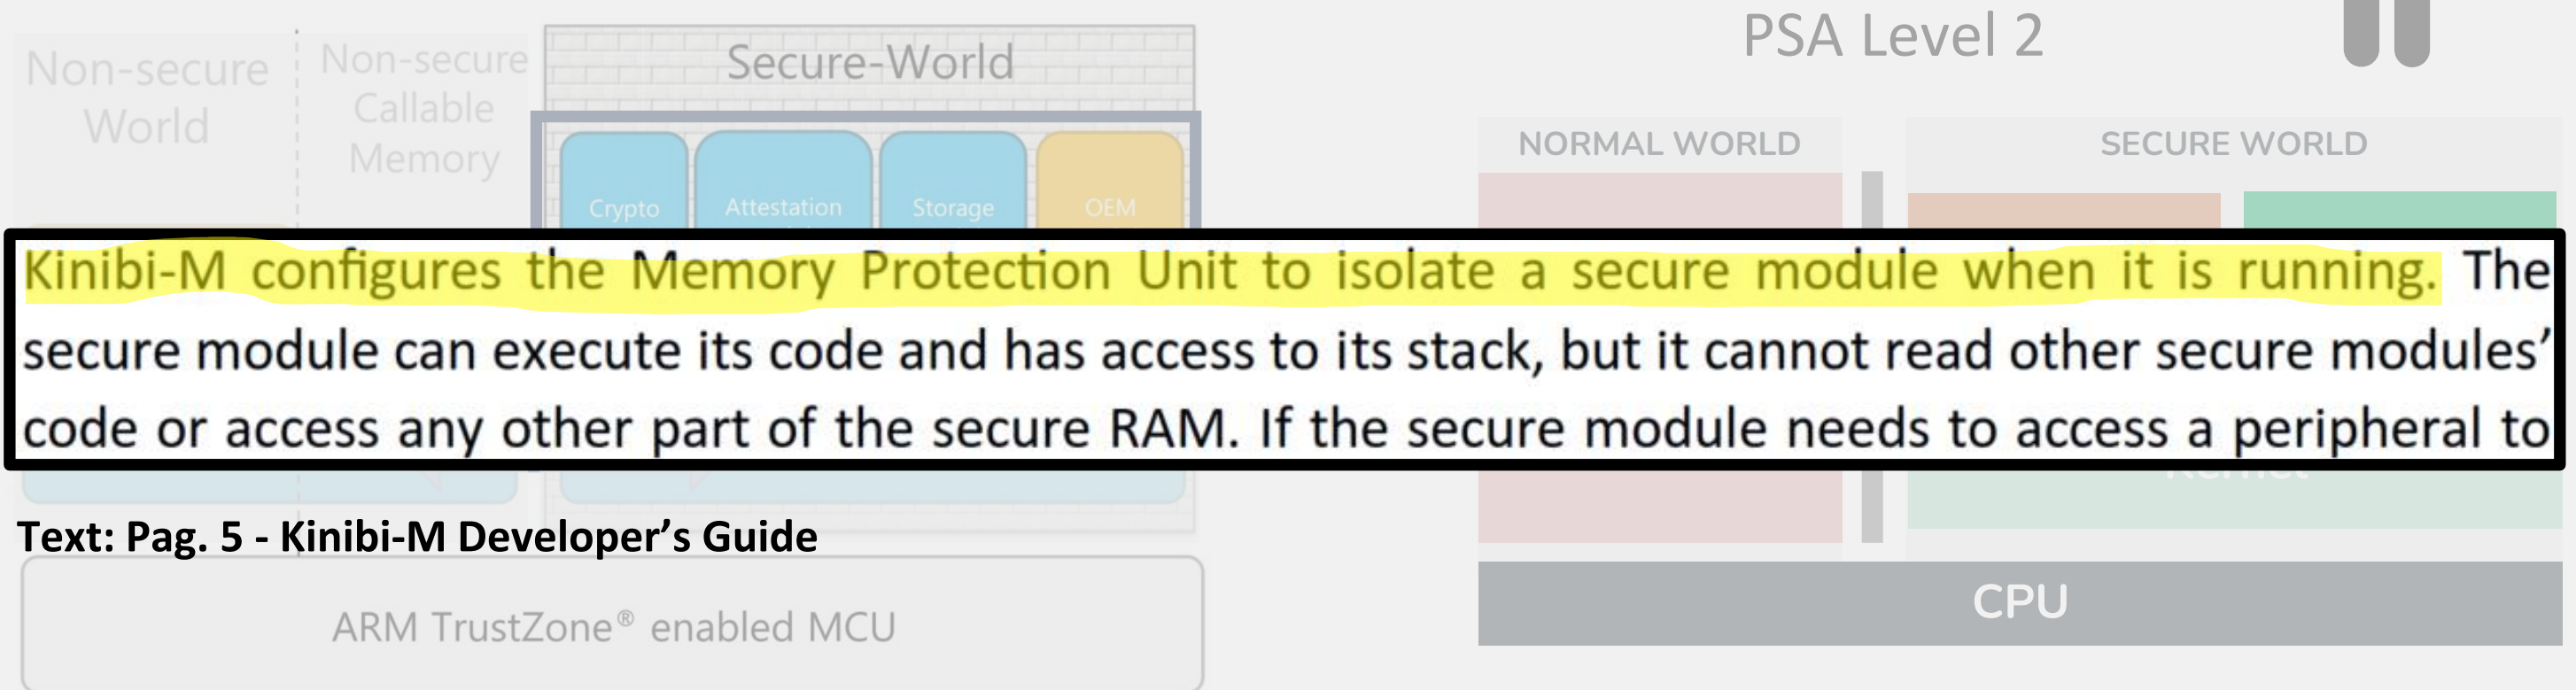 Non-secure
World
Non-secure
Callable
Memory
Secure-World
Crypto
Attestation
Storage
OEM
PSA Level 2
NORMAL WORLD
SECURE WORLD
Kinibi-M configures the Memory Protection Unit to isolate a secure module when it is running. The
secure module can execute its code and has access to its stack, but it cannot read other secure modules’
code or access any other part of the secure RAM. If the secure module needs to access a peripheral to
Text: Pag. 5 - Kinibi-M Developer’s Guide
ARM TrustZone® enabled MCU
CPU